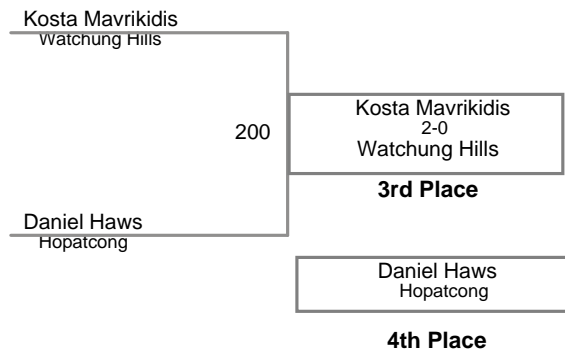 Kosta Mavrikidis
Watchung Hills
200
Kosta Mavrikidis
2-0
Watchung Hills
3rd Place
Daniel Haws
Hopatcong
Daniel Haws
Hopatcong
4th Place